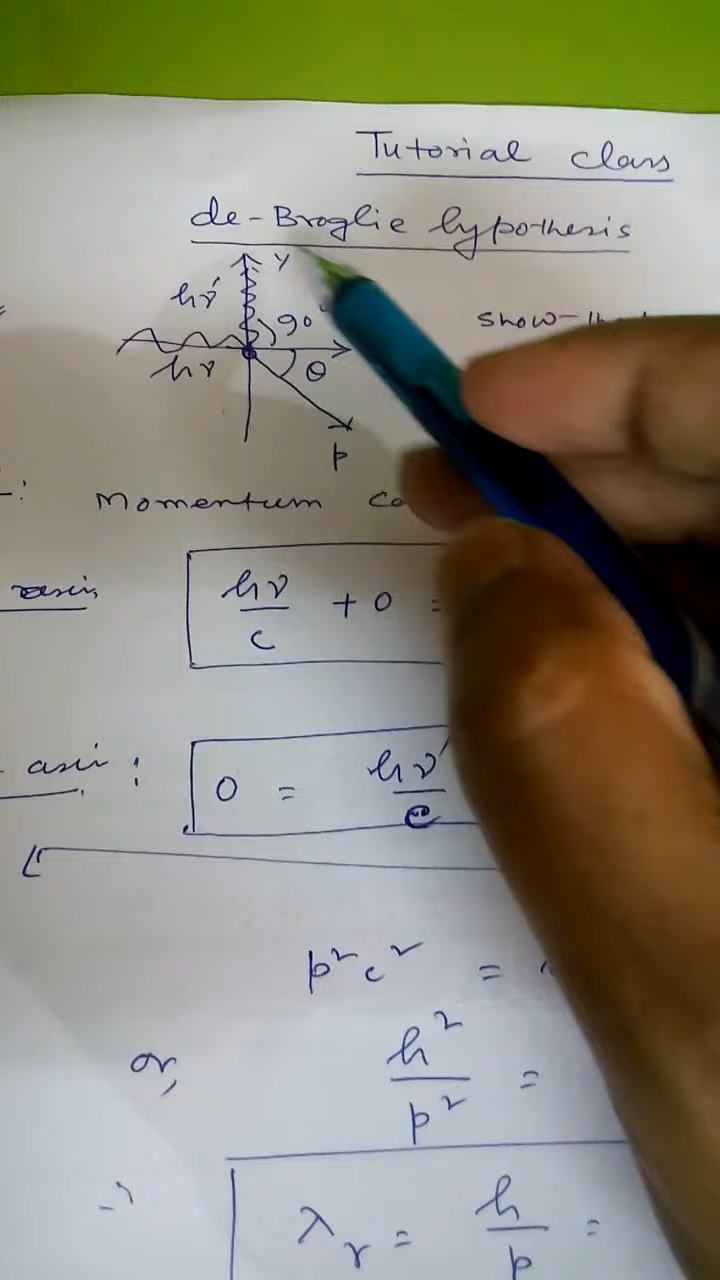 Tutorial class
de-Broglie hypothesis
Y
hν'
90°
hν
θ
show
p
Momentum
axis
hν/c + 0 =
axis :
0 = hν'/c
p²c² =
or,
h²/p² =
λr = h/p =